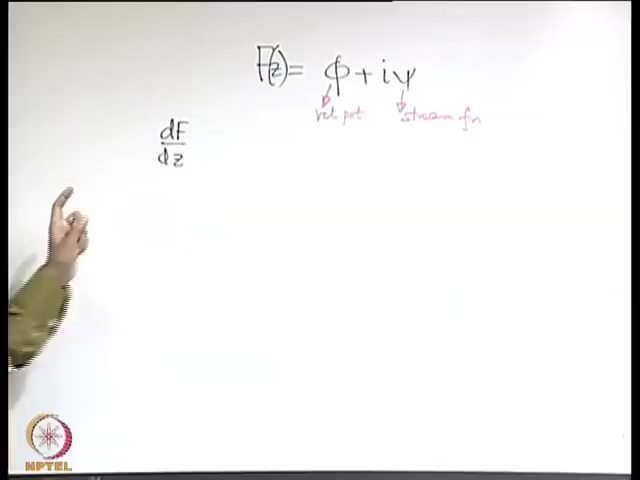 F(z) = ϕ + iψ
vel pot stream fn
dF
dz
NPTEL